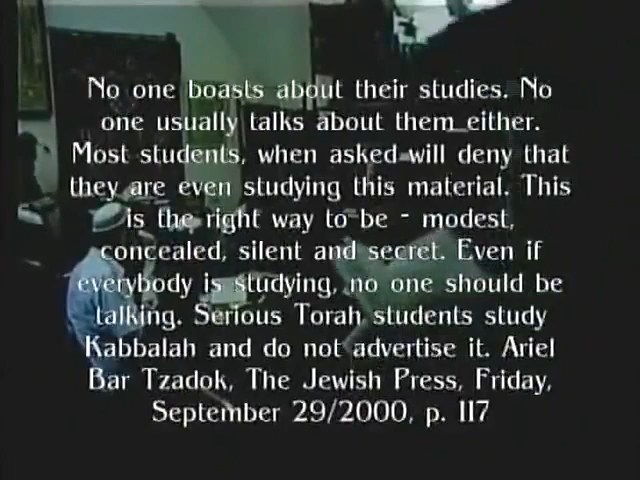 No one boasts about their studies. No
one usually talks about them either.
Most students, when asked will deny that
they are even studying this material. This
is the right way to be - modest,
concealed, silent and secret. Even if
everybody is studying, no one should be
talking. Serious Torah students study
Kabbalah and do not advertise it. Ariel
Bar Tzadok, The Jewish Press, Friday,
September 29/2000, p. 117